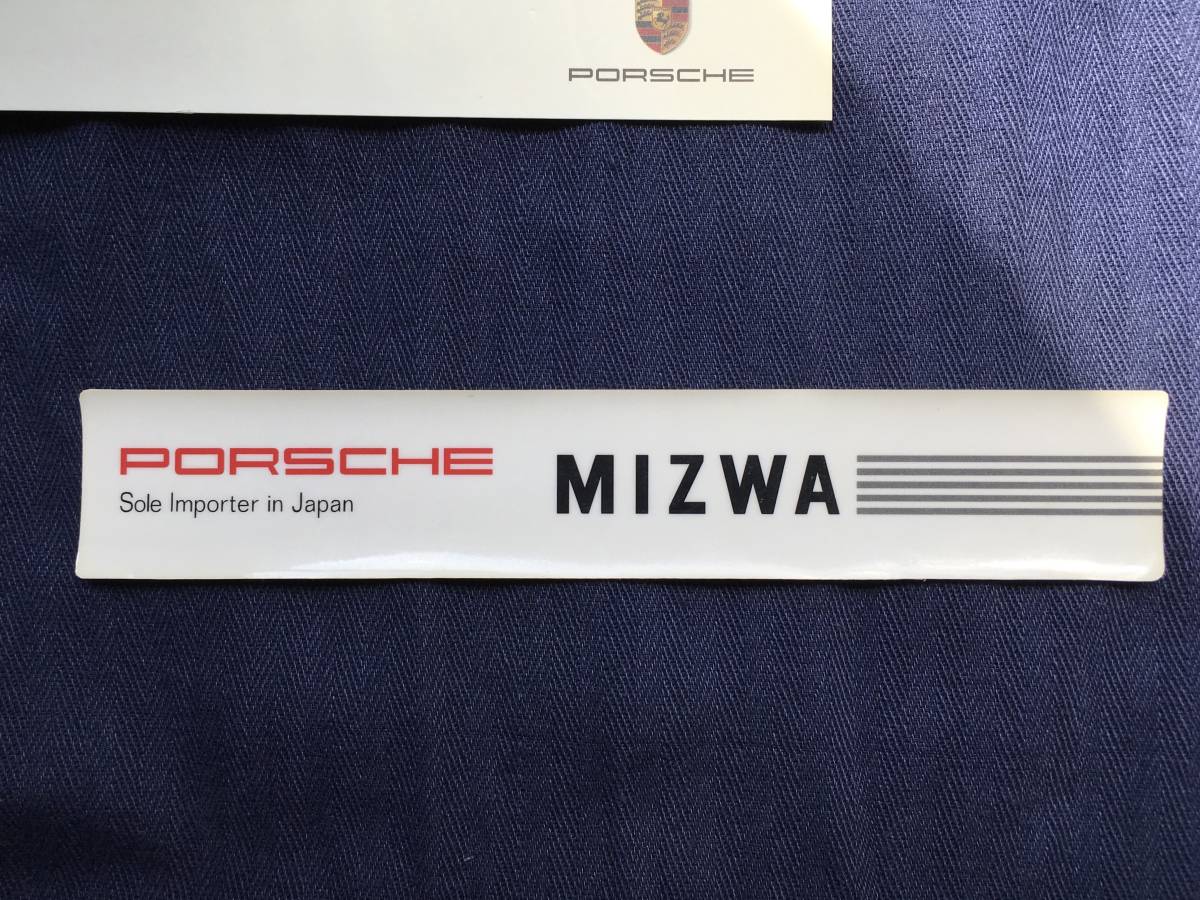 PORSCHE
PORSCHE
Sole Importer in Japan
MIZWA